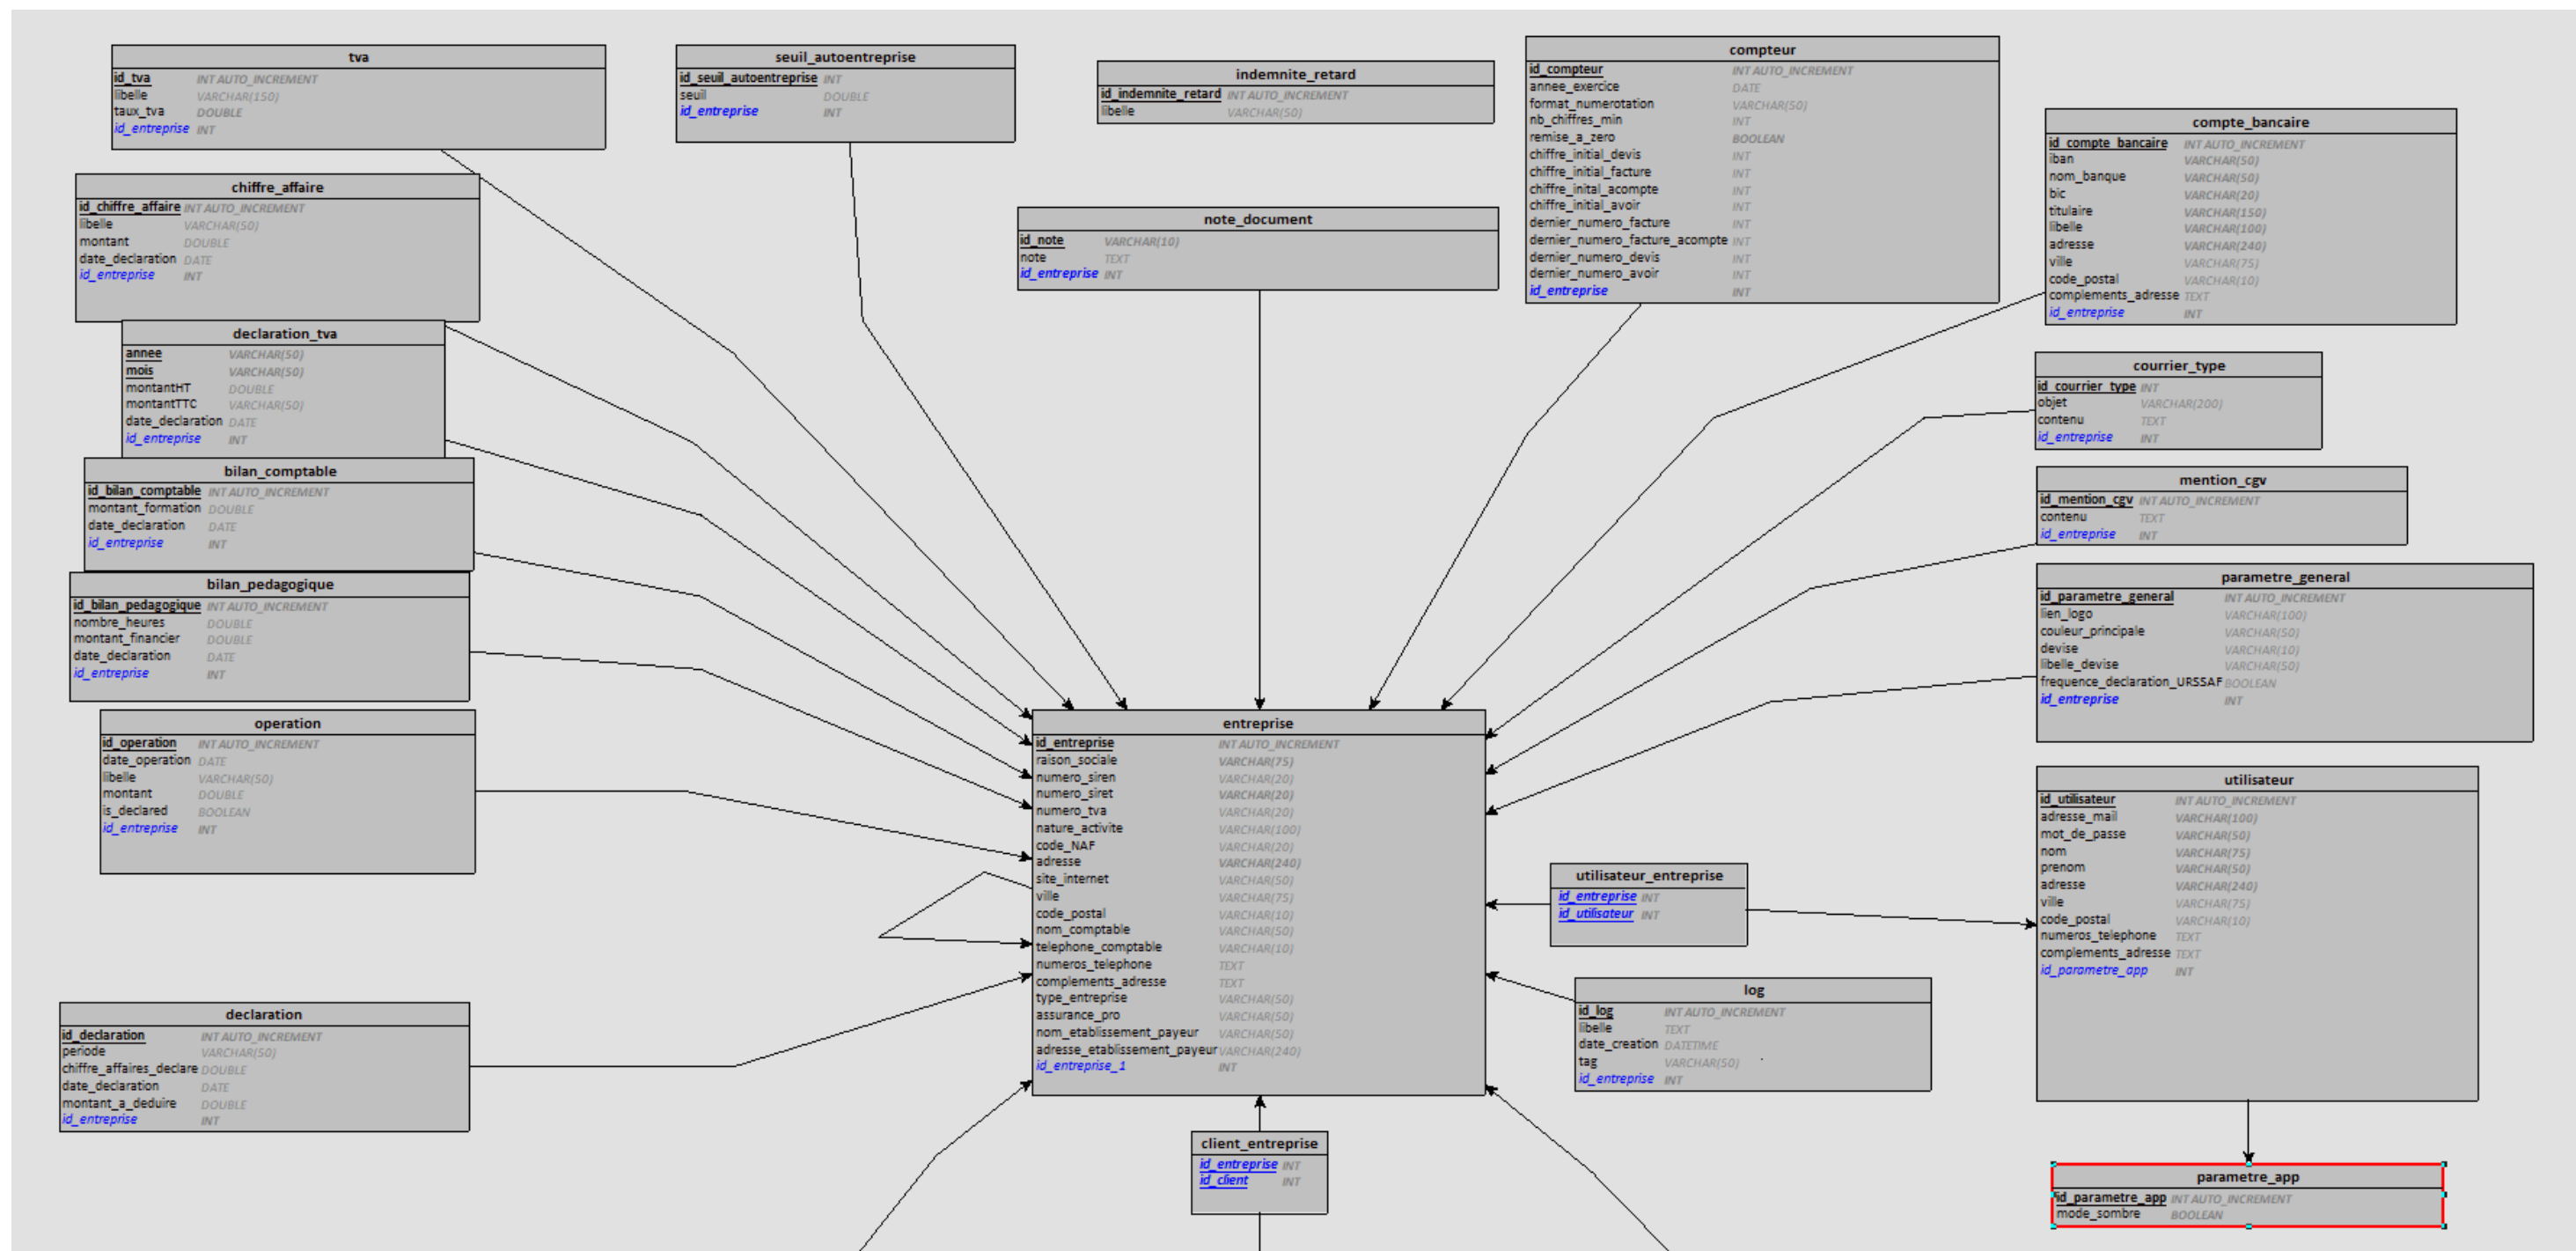 tva
id_tva INT AUTO_INCREMENT
libelle VARCHAR(150)
taux_tva DOUBLE
id_entreprise INT
seuil_autoentreprise
id_seuil_autoentreprise INT
seuil DOUBLE
id_entreprise INT
indemnite_retard
id_indemnite_retard INT AUTO_INCREMENT
libelle VARCHAR(50)
compteur
id_compteur INT AUTO_INCREMENT
annee_exercice DATE
format_numerotation VARCHAR(50)
nb_chiffres_min INT
remise_a_zero BOOLEAN
chiffre_initial_devis INT
chiffre_initial_facture INT
chiffre_inital_acompte INT
chiffre_initial_avoir INT
dernier_numero_facture INT
dernier_numero_facture_acompte INT
dernier_numero_devis INT
dernier_numero_avoir INT
id_entreprise INT
compte_bancaire
id_compte_bancaire INT AUTO_INCREMENT
iban VARCHAR(50)
nom_banque VARCHAR(50)
bic VARCHAR(20)
titulaire VARCHAR(150)
libelle VARCHAR(100)
adresse VARCHAR(240)
ville VARCHAR(75)
code_postal VARCHAR(10)
complements_adresse TEXT
id_entreprise INT
chiffre_affaire
id_chiffre_affaire INT AUTO_INCREMENT
libelle VARCHAR(50)
montant DOUBLE
date_declaration DATE
id_entreprise INT
note_document
id_note VARCHAR(10)
note TEXT
id_entreprise INT
declaration_tva
annee VARCHAR(50)
mois VARCHAR(50)
montantHT DOUBLE
montantTTC VARCHAR(50)
date_declaration DATE
id_entreprise INT
courrier_type
id_courrier_type INT
objet VARCHAR(200)
contenu TEXT
id_entreprise INT
bilan_comptable
id_bilan_comptable INT AUTO_INCREMENT
montant_formation DOUBLE
date_declaration DATE
id_entreprise INT
mention_cgv
id_mention_cgv INT AUTO_INCREMENT
contenu TEXT
id_entreprise INT
bilan_pedagogique
id_bilan_pedagogique INT AUTO_INCREMENT
nombre_heures DOUBLE
montant_financier DOUBLE
date_declaration DATE
id_entreprise INT
parametre_general
id_parametre_general INT AUTO_INCREMENT
lien_logo VARCHAR(100)
couleur_principale VARCHAR(50)
devise VARCHAR(10)
libelle_devise VARCHAR(50)
frequence_declaration_URSSAF BOOLEAN
id_entreprise INT
operation
id_operation INT AUTO_INCREMENT
date_operation DATE
libelle VARCHAR(50)
montant DOUBLE
is_declared BOOLEAN
id_entreprise INT
entreprise
id_entreprise INT AUTO_INCREMENT
raison_sociale VARCHAR(75)
numero_siren VARCHAR(20)
numero_siret VARCHAR(20)
numero_tva VARCHAR(20)
nature_activite VARCHAR(100)
code_NAF VARCHAR(20)
adresse VARCHAR(240)
site_internet VARCHAR(50)
ville VARCHAR(75)
code_postal VARCHAR(10)
nom_comptable VARCHAR(50)
telephone_comptable VARCHAR(10)
numeros_telephone TEXT
complements_adresse TEXT
type_entreprise VARCHAR(50)
assurance_pro VARCHAR(50)
nom_etablissement_payeur VARCHAR(50)
adresse_etablissement_payeur VARCHAR(240)
id_entreprise_1 INT
utilisateur
id_utilisateur INT AUTO_INCREMENT
adresse_mail VARCHAR(100)
mot_de_passe VARCHAR(50)
nom VARCHAR(75)
prenom VARCHAR(50)
adresse VARCHAR(240)
ville VARCHAR(75)
code_postal VARCHAR(10)
numeros_telephone TEXT
complements_adresse TEXT
id_parametre_app INT
utilisateur_entreprise
id_entreprise INT
id_utilisateur INT
log
id_log INT AUTO_INCREMENT
libelle TEXT
date_creation DATETIME
tag VARCHAR(50)
id_entreprise INT
declaration
id_declaration INT AUTO_INCREMENT
periode VARCHAR(50)
chiffre_affaires_declare DOUBLE
date_declaration DATE
montant_a_deduire DOUBLE
id_entreprise INT
client_entreprise
id_entreprise INT
id_client INT
parametre_app
id_parametre_app INT AUTO_INCREMENT
mode_sombre BOOLEAN